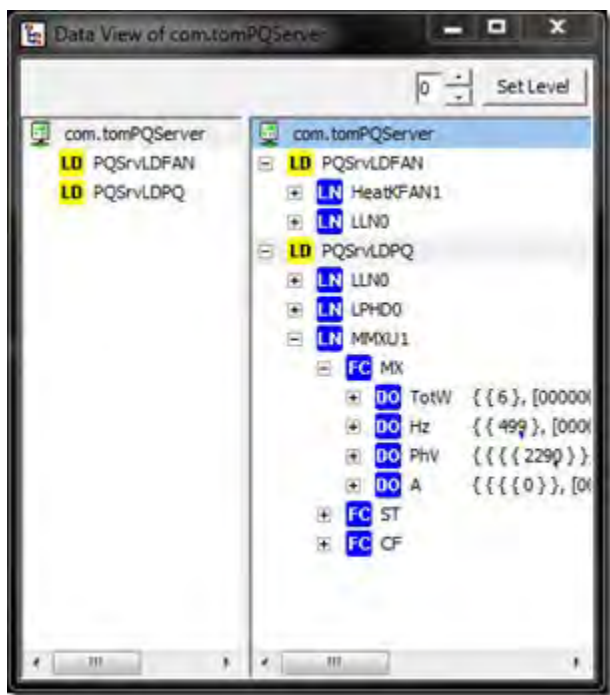 Data View of com.tomPQServer
0 Set Level
com.tomPQServer
LD PQSrvLDFAN
LD PQSrvLDPQ
com.tomPQServer
LD PQSrvLDFAN
LN HeatKFAN1
LN LLN0
LD PQSrvLDPQ
LN LLN0
LN LPHD0
LN MMXU1
FC MX
DO TotW { { 6 }, [00000
DO Hz { { 499 }, [000
DO PhV { { { { 2290 } }
DO A { { { { 0 } }, [0
FC ST
FC CF